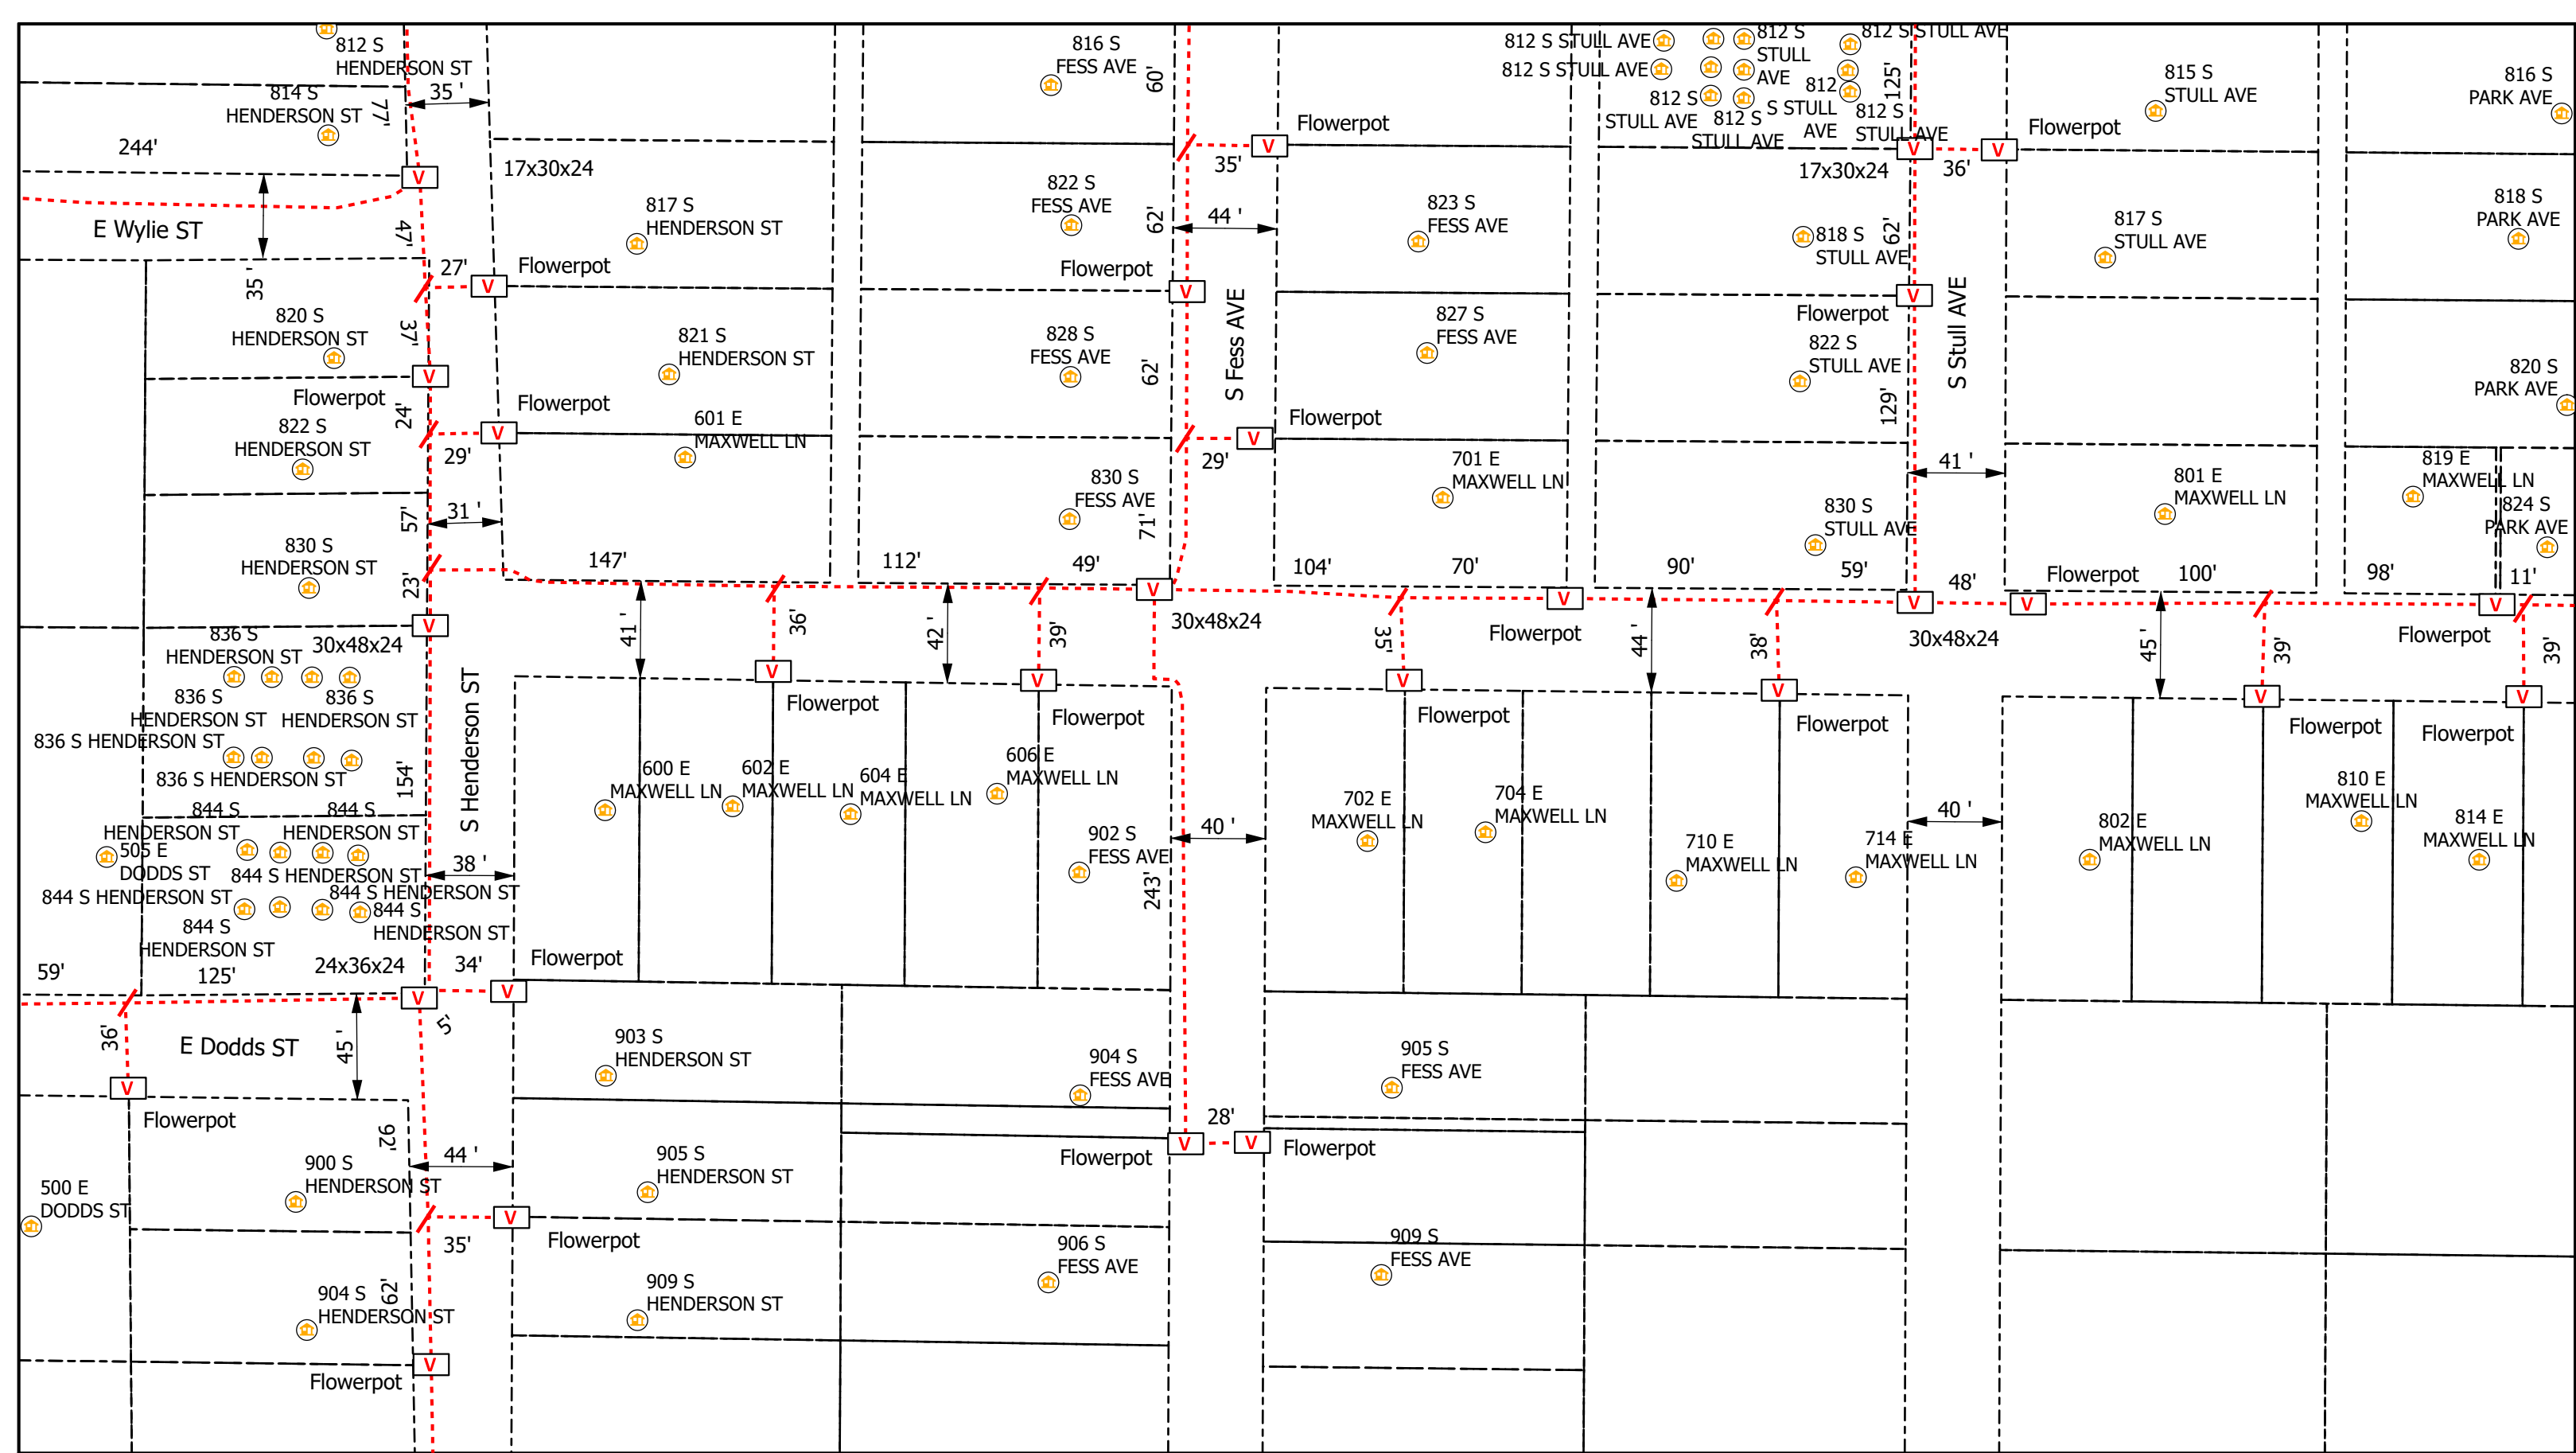 812 S
HENDERSON ST
35 '
77'
814 S
HENDERSON ST
244'
V
17x30x24
E Wylie ST
35 '
47'
27'
V
Flowerpot
817 S
HENDERSON ST
820 S
HENDERSON ST
37'
V
Flowerpot
821 S
HENDERSON ST
24'
V
Flowerpot
29'
601 E
MAXWELL LN
822 S
HENDERSON ST
57'
31 '
830 S
HENDERSON ST
23'
V
30x48x24
147'
112'
49'
816 S
FESS AVE
60'
V
Flowerpot
35'
822 S
FESS AVE
62'
44 '
Flowerpot
V
823 S
FESS AVE
S Fess AVE
828 S
FESS AVE
62'
827 S
FESS AVE
V
Flowerpot
29'
830 S
FESS AVE
71'
701 E
MAXWELL LN
V
30x48x24
104'
70'
812 S STULL AVE
812 S STULL AVE
812 S
STULL
AVE
812 S STULL AVE
812 S
STULL AVE
812 S
STULL AVE
812
S STULL
AVE
812 S
STULL AVE
125'
V
V
Flowerpot
17x30x24
36'
815 S
STULL AVE
816 S
PARK AVE
818 S
STULL AVE
62'
817 S
STULL AVE
818 S
PARK AVE
V
Flowerpot
S Stull AVE
822 S
STULL AVE
129'
820 S
PARK AVE
41 '
830 S
STULL AVE
801 E
MAXWELL LN
819 E
MAXWELL LN
824 S
PARK AVE
V
Flowerpot
90'
59'
V
48'
V
Flowerpot
30x48x24
100'
98'
V
Flowerpot
11'
41 '
36'
V
Flowerpot
42 '
39'
V
Flowerpot
35'
V
Flowerpot
44 '
38'
V
Flowerpot
45 '
39'
V
Flowerpot
39'
V
Flowerpot
836 S
HENDERSON ST
836 S
HENDERSON ST
836 S
HENDERSON ST
836 S HENDERSON ST
836 S HENDERSON ST
154'
S Henderson ST
844 S
HENDERSON ST
844 S
HENDERSON ST
505 E
DODDS ST
844 S HENDERSON ST
844 S HENDERSON ST
844 S HENDERSON ST
844 S
HENDERSON ST
844 S
HENDERSON ST
38 '
600 E
MAXWELL LN
602 E
MAXWELL LN
604 E
MAXWELL LN
606 E
MAXWELL LN
902 S
FESS AVE
243'
40 '
702 E
MAXWELL LN
704 E
MAXWELL LN
710 E
MAXWELL LN
714 E
MAXWELL LN
40 '
802 E
MAXWELL LN
810 E
MAXWELL LN
814 E
MAXWELL LN
59'
125'
24x36x24
V
34'
V
Flowerpot
5'
36'
E Dodds ST
45 '
V
Flowerpot
903 S
HENDERSON ST
904 S
FESS AVE
905 S
FESS AVE
92'
44 '
900 S
HENDERSON ST
905 S
HENDERSON ST
V
28'
V
Flowerpot
Flowerpot
500 E
DODDS ST
V
Flowerpot
35'
906 S
FESS AVE
909 S
FESS AVE
904 S
HENDERSON ST
62'
909 S
HENDERSON ST
V
Flowerpot